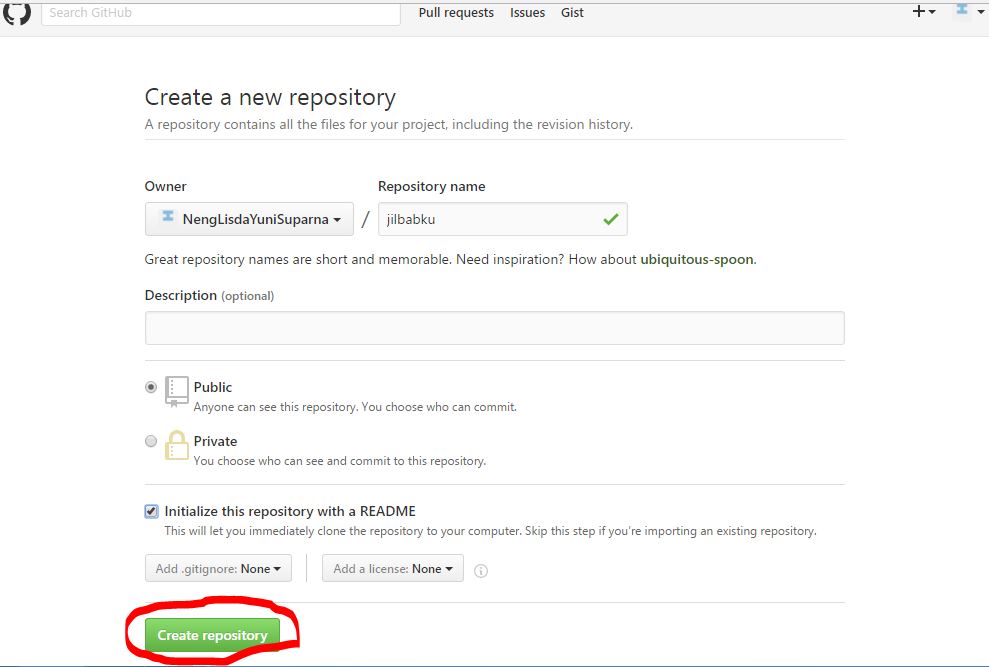 Search GitHub Pull requests Issues Gist
Create a new repository
A repository contains all the files for your project, including the revision history.
Owner Repository name
NengLisdaYuniSuparna / jilbabku
Great repository names are short and memorable. Need inspiration? How about ubiquitous-spoon.
Description (optional)
Public
Anyone can see this repository. You choose who can commit.
Private
You choose who can see and commit to this repository.
Initialize this repository with a README
This will let you immediately clone the repository to your computer. Skip this step if you're importing an existing repository.
Add .gitignore: None Add a license: None
Create repository